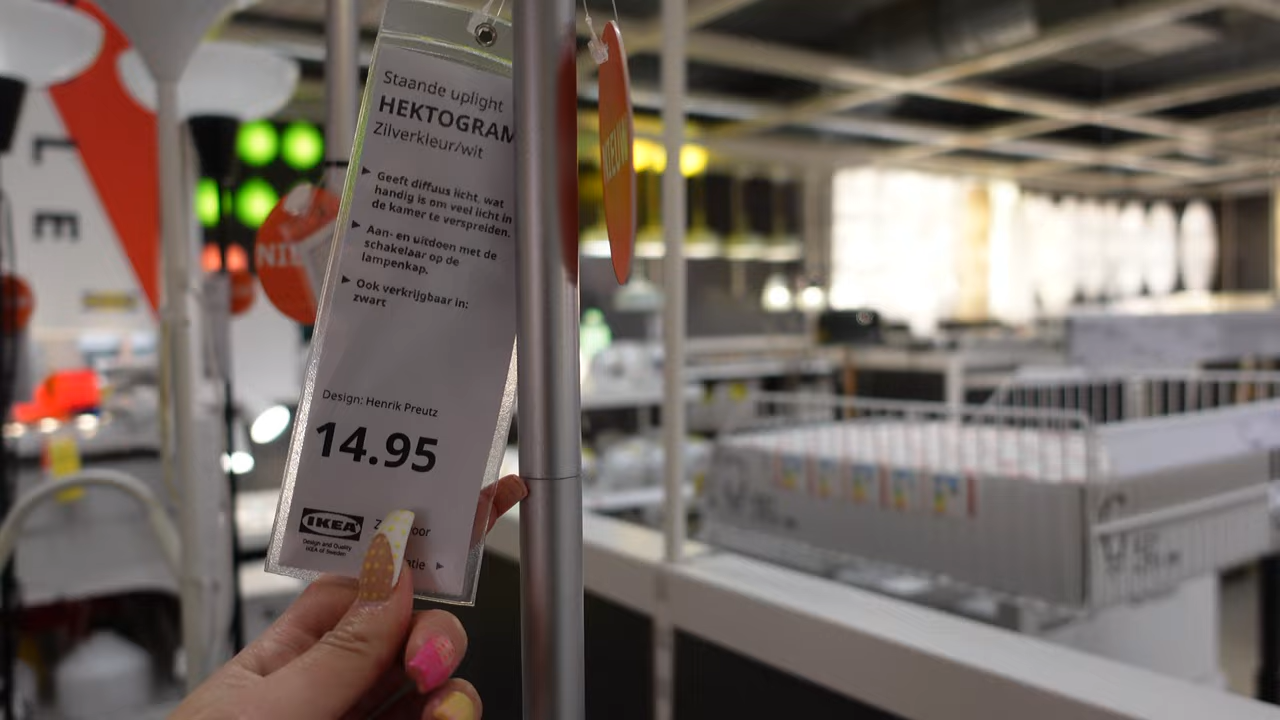 Staande uplight
HEKTOGRAM
Zilverkleur/wit
Geeft diffuus licht, wat
handig is om veel licht in
de kamer te verspreiden.
Aan- en uitdoen met de
schakelaar op de
lampenkap.
Ook verkrijgbaar in:
zwart
Design: Henrik Preutz
14.95
IKEA
Design and Quality
IKEA of Sweden
NIEUW